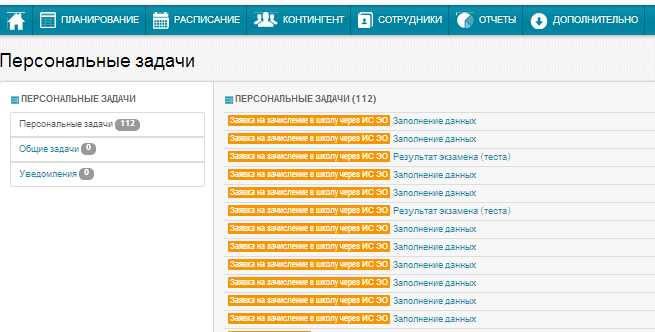 ПЛАНИРОВАНИЕ РАСПИСАНИЕ КОНТИНГЕНТ СОТРУДНИКИ ОТЧЕТЫ ДОПОЛНИТЕЛЬНО
Персональные задачи
ПЕРСОНАЛЬНЫЕ ЗАДАЧИ
Персональные задачи 112
Общие задачи 0
Уведомления 0
ПЕРСОНАЛЬНЫЕ ЗАДАЧИ (112)
Заявка на зачисление в школу через ИС ЭО Заполнение данных
Заявка на зачисление в школу через ИС ЭО Заполнение данных
Заявка на зачисление в школу через ИС ЭО Результат экзамена (теста)
Заявка на зачисление в школу через ИС ЭО Заполнение данных
Заявка на зачисление в школу через ИС ЭО Заполнение данных
Заявка на зачисление в школу через ИС ЭО Результат экзамена (теста)
Заявка на зачисление в школу через ИС ЭО Заполнение данных
Заявка на зачисление в школу через ИС ЭО Заполнение данных
Заявка на зачисление в школу через ИС ЭО Заполнение данных
Заявка на зачисление в школу через ИС ЭО Заполнение данных
Заявка на зачисление в школу через ИС ЭО Заполнение данных
Заявка на зачисление в школу через ИС ЭО Заполнение данных